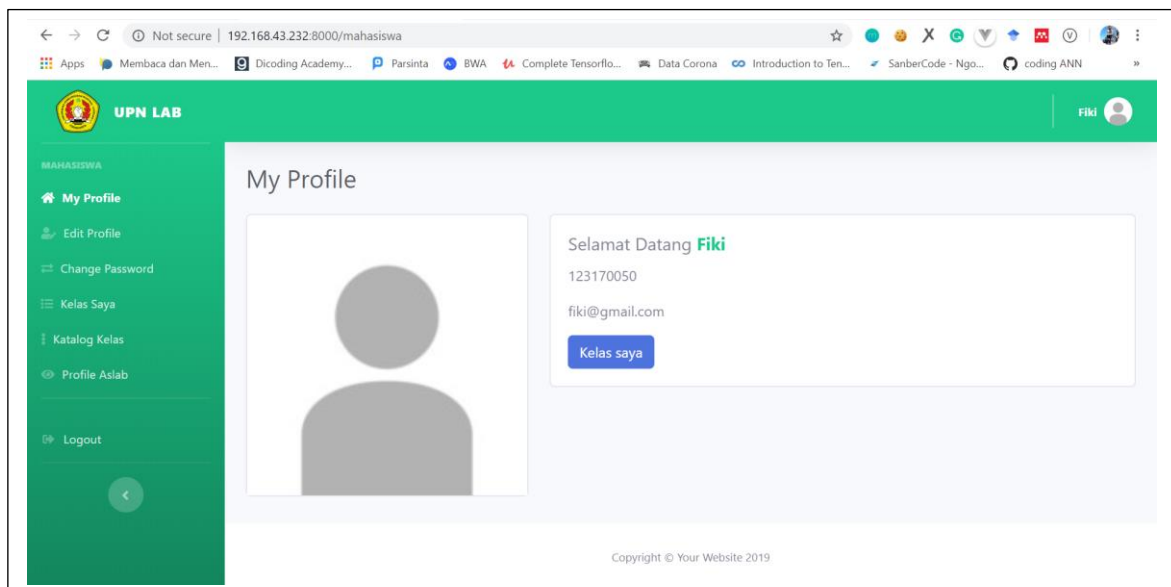 Not secure | 192.168.43.232:8000/mahasiswa
Apps Membaca dan Men... Dicoding Academy... Parsinta BWA Complete Tensorflo... Data Corona Introduction to Ten... SanberCode - Ngo... coding ANN »
UPN LAB
Fiki
MAHASISWA
My Profile
Edit Profile
Change Password
Kelas Saya
Katalog Kelas
Profile Aslab
Logout
My Profile
Selamat Datang Fiki
123170050
fiki@gmail.com
Kelas saya
Copyright © Your Website 2019